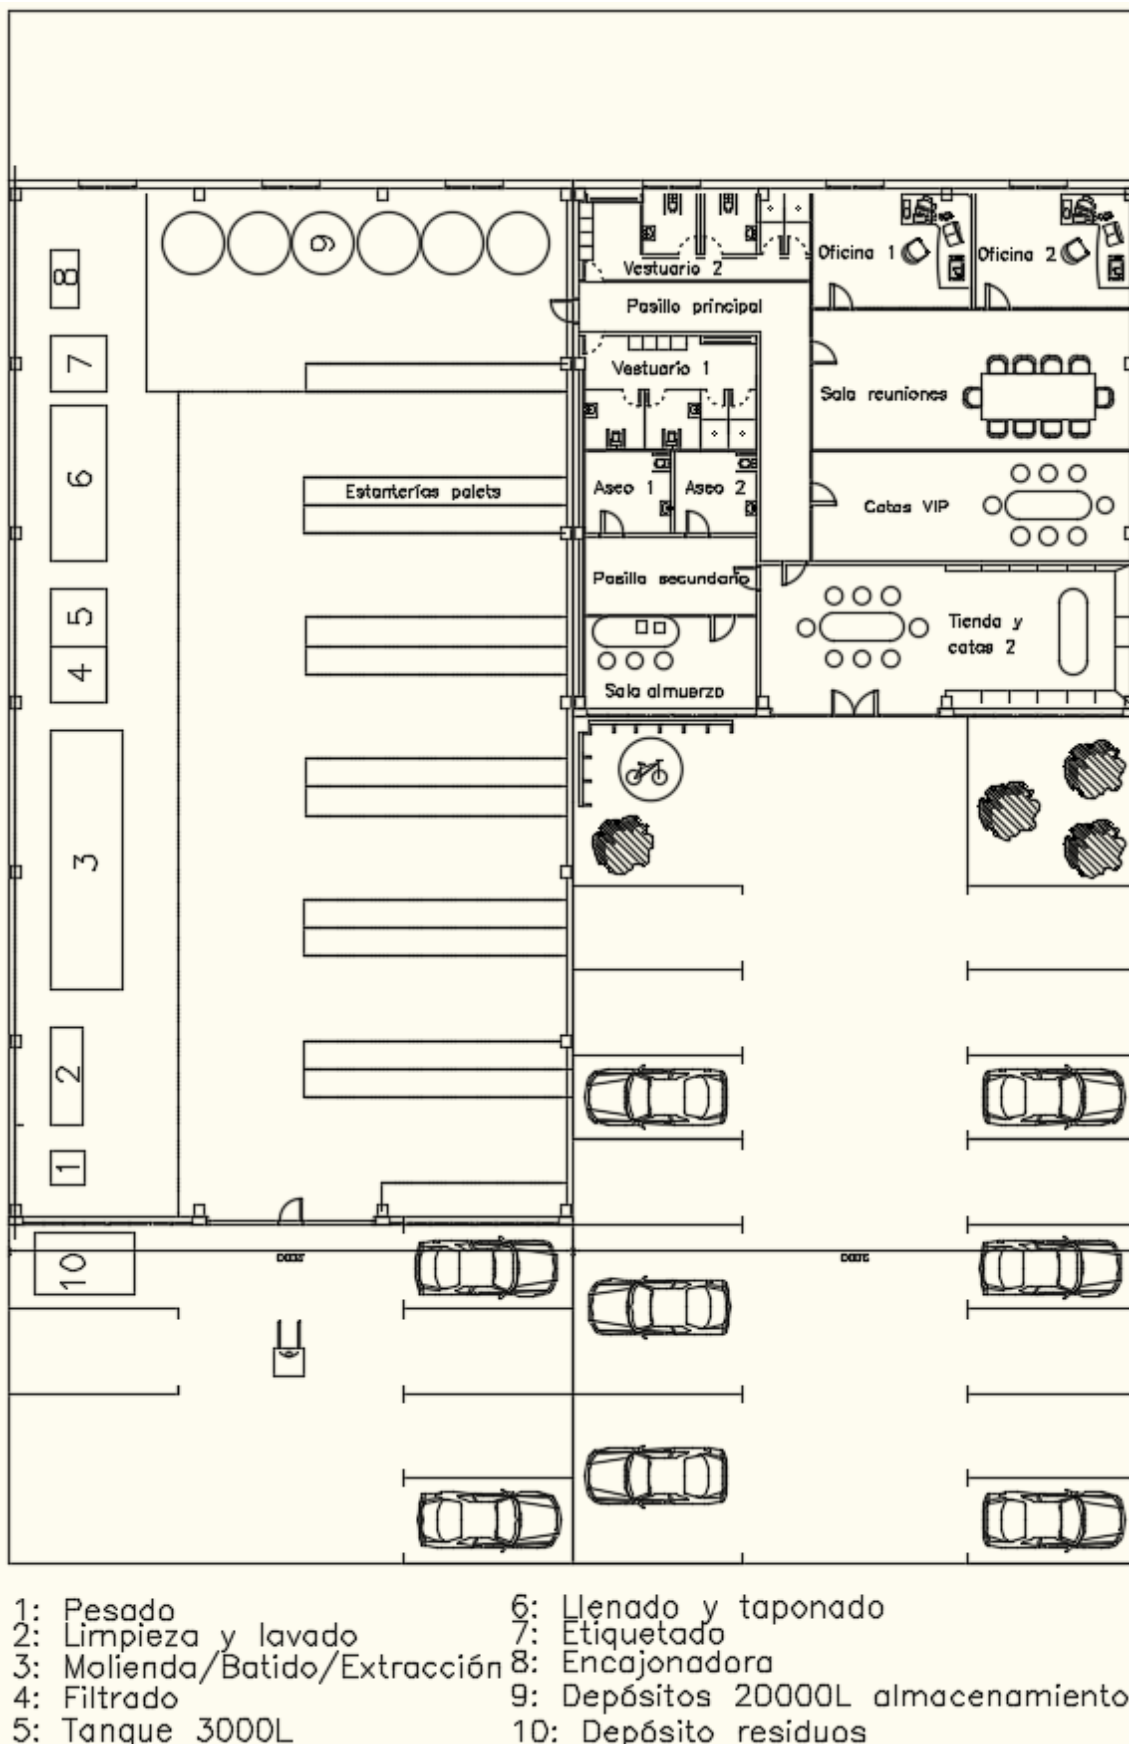 9
8
Vestuario 2
Oficina 1
Oficina 2
Pasillo principal
7
Vestuario 1
Sala reuniones
6
Estanterías palets
Aseo 1
Aseo 2
Catas VIP
Pasillo secundario
5
4
Tienda y
catas 2
Sala almuerzo
3
2
1
10
1: Pesado
2: Limpieza y lavado
3: Molienda/Batido/Extracción
4: Filtrado
5: Tanque 3000L
6: Llenado y taponado
7: Etiquetado
8: Encajonadora
9: Depósitos 20000L almacenamiento
10: Depósito residuos